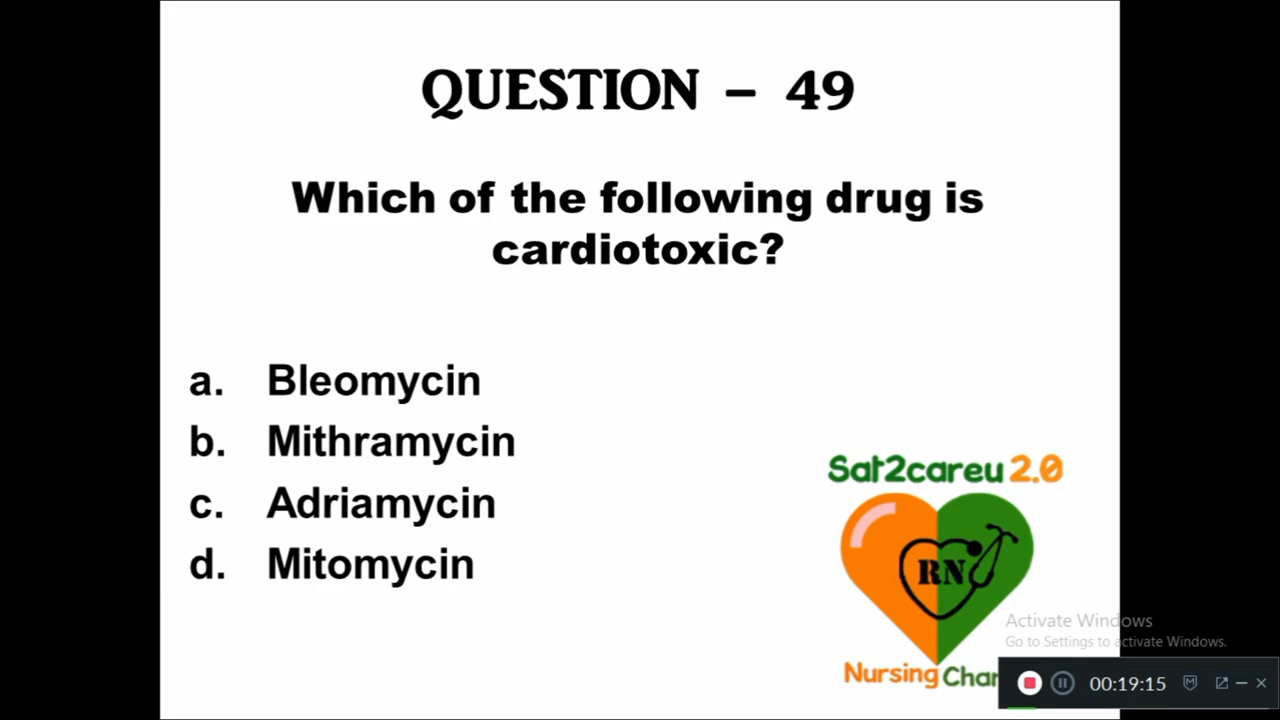 QUESTION – 49
Which of the following drug is
cardiotoxic?
a. Bleomycin
b. Mithramycin
c. Adriamycin
d. Mitomycin
Sat2careu 2.0
RN
Activate Windows
Go to Settings to activate Windows.
Nursing Chan
00:19:15